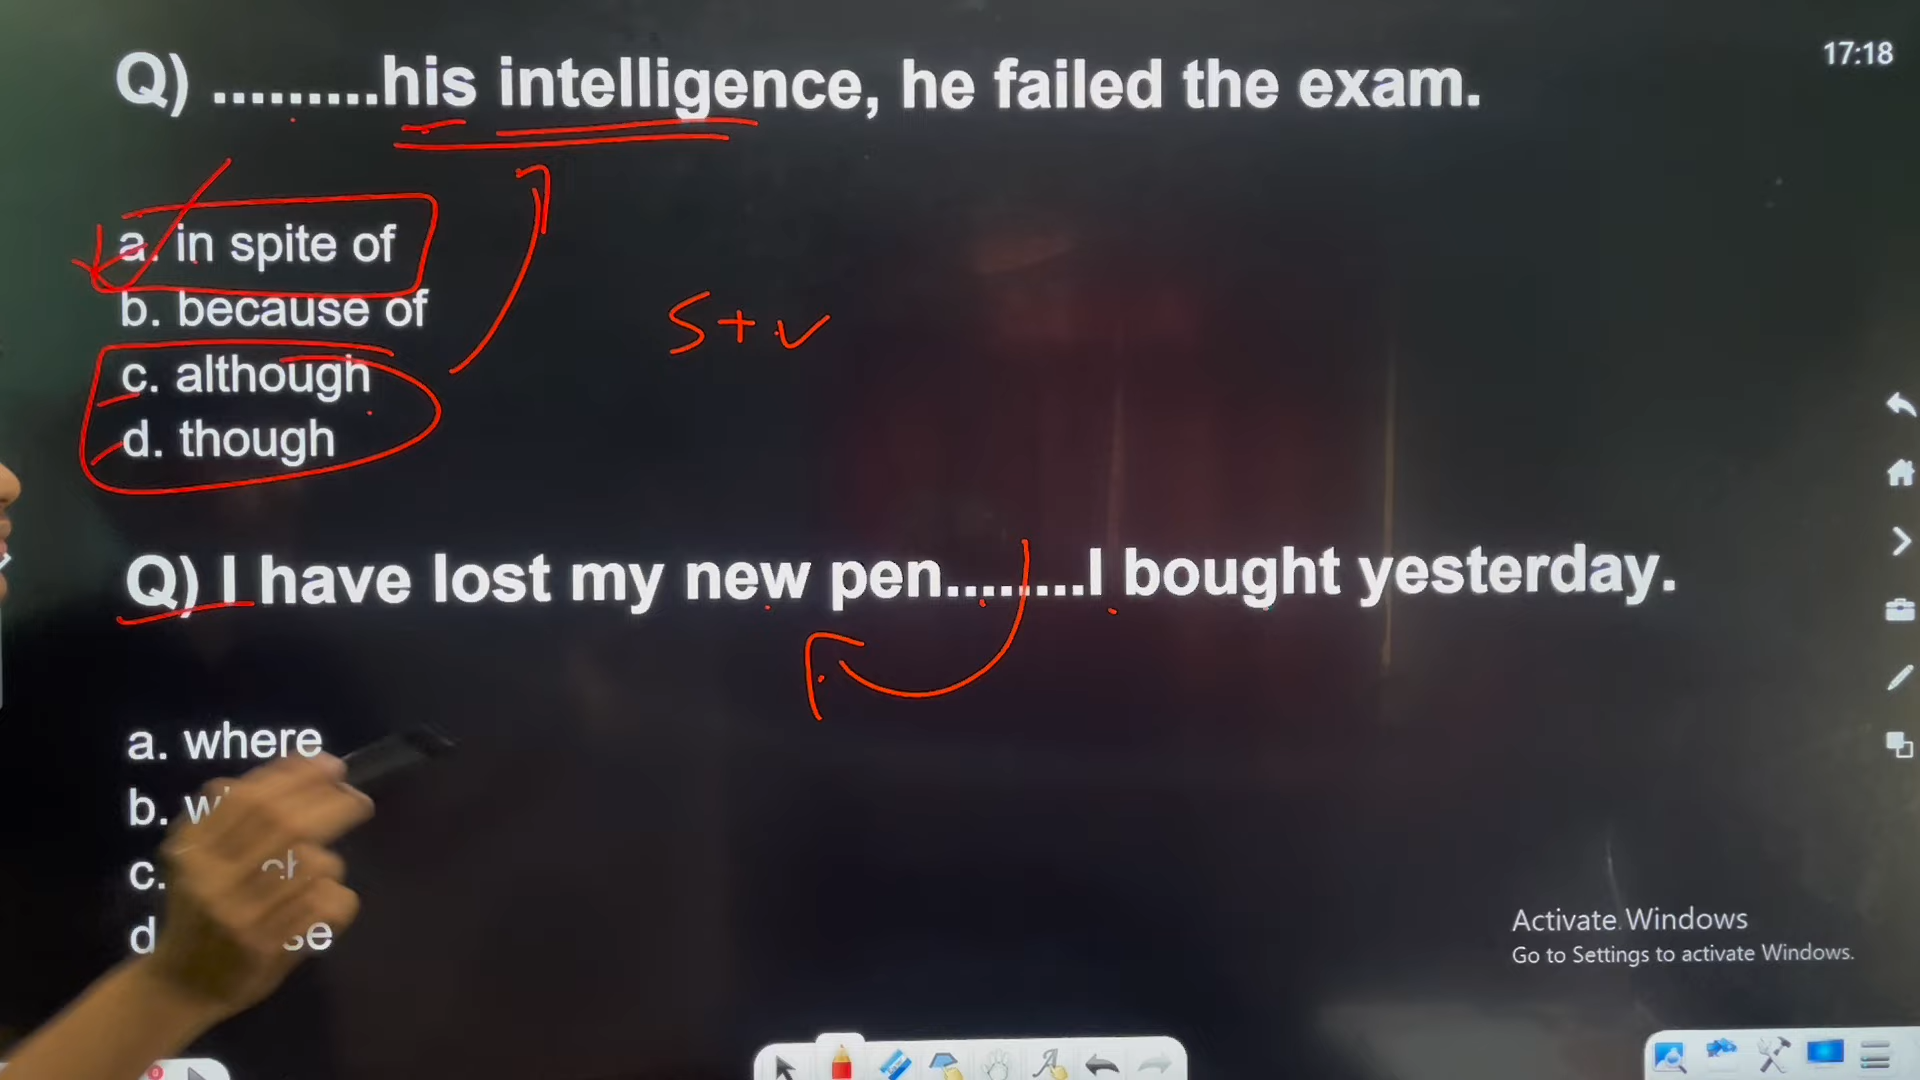 17:18
Q) .........his intelligence, he failed the exam.
a. in spite of
b. because of
c. although
d. though
S+V
Q) I have lost my new pen........I bought yesterday.
a. where
b.
c.
d
Activate Windows
Go to Settings to activate Windows.